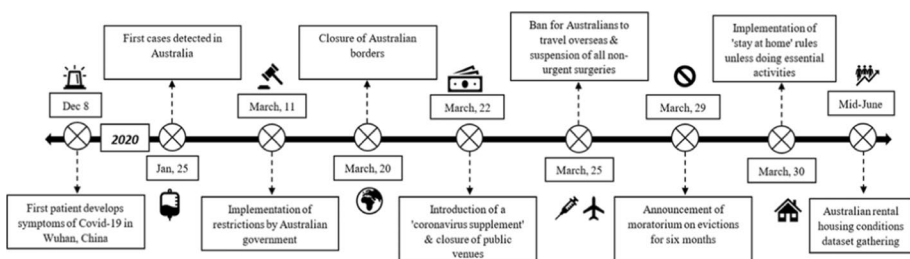 First cases detected in
Australia
Closure of Australian
borders
Ban for Australians to
travel overseas &
suspension of all non-
urgent surgeries
Implementation of
'stay at home' rules
unless doing essential
activities
Dec 8
March, 11
March, 22
March, 29
Mid-June
2020
Jan, 25
March, 20
March, 25
March, 30
First patient develops
symptoms of Covid-19 in
Wuhan, China
Implementation of
restrictions by Australian
government
Introduction of a
'coronavirus supplement'
& closure of public
venues
Announcement of
moratorium on evictions
for six months
Australian rental
housing conditions
dataset gathering